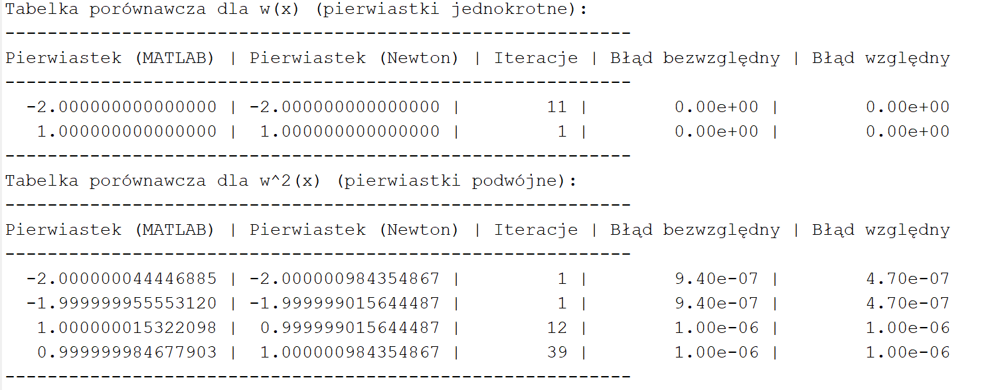 Tabelka porównawcza dla w(x) (pierwiastki jednokrotne):
-----------------------------------------------------------
Pierwiastek (MATLAB) | Pierwiastek (Newton) | Iteracje | Błąd bezwzględny | Błąd względny
-----------------------------------------------------------
-2.000000000000000 | -2.000000000000000 | 11 | 0.00e+00 | 0.00e+00
1.000000000000000 | 1.000000000000000 | 1 | 0.00e+00 | 0.00e+00
-----------------------------------------------------------
Tabelka porównawcza dla w^2(x) (pierwiastki podwójne):
-----------------------------------------------------------
Pierwiastek (MATLAB) | Pierwiastek (Newton) | Iteracje | Błąd bezwzględny | Błąd względny
-----------------------------------------------------------
-2.000000044446885 | -2.000000984354867 | 1 | 9.40e-07 | 4.70e-07
-1.999999955553120 | -1.999999015644487 | 1 | 9.40e-07 | 4.70e-07
1.000000015322098 | 0.999999015644487 | 12 | 1.00e-06 | 1.00e-06
0.999999984677903 | 1.000000984354867 | 39 | 1.00e-06 | 1.00e-06
-----------------------------------------------------------